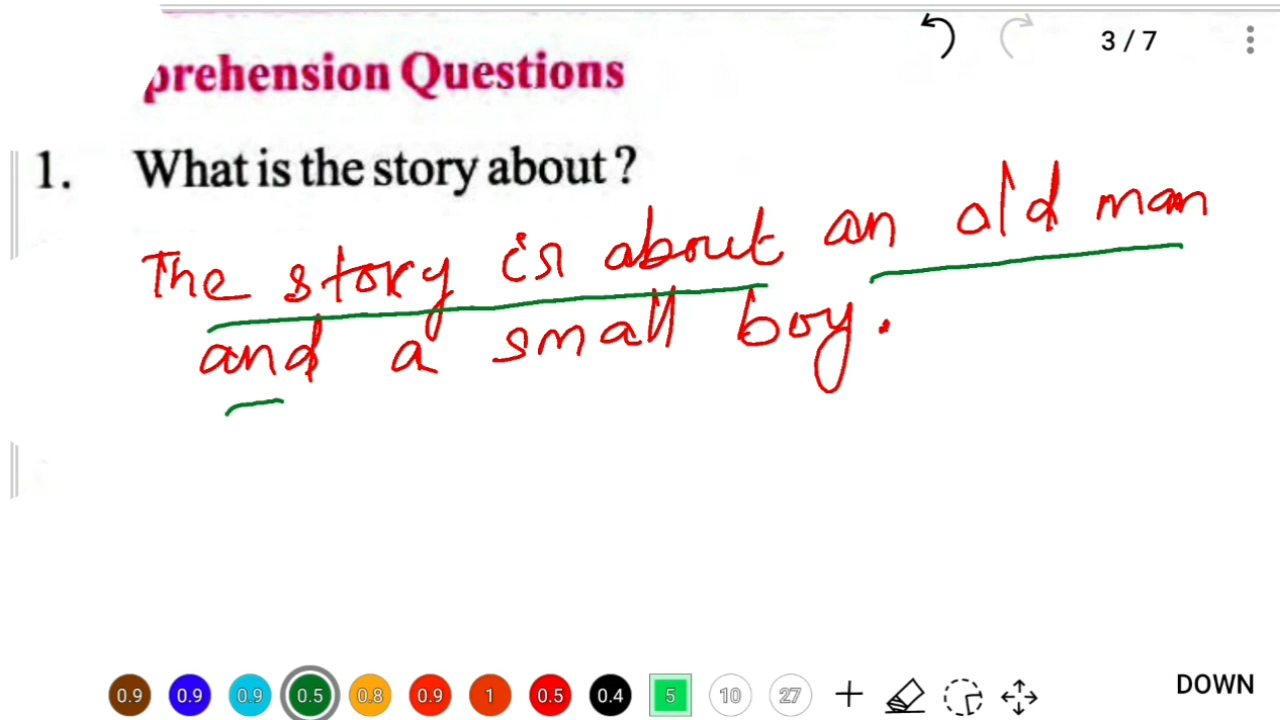 3 / 7
prehension Questions
1. What is the story about ?
The story is about an old man
and a small boy.
0.9 0.9 0.9 0.5 0.8 0.9 1 0.5 0.4 5 10 27 + DOWN